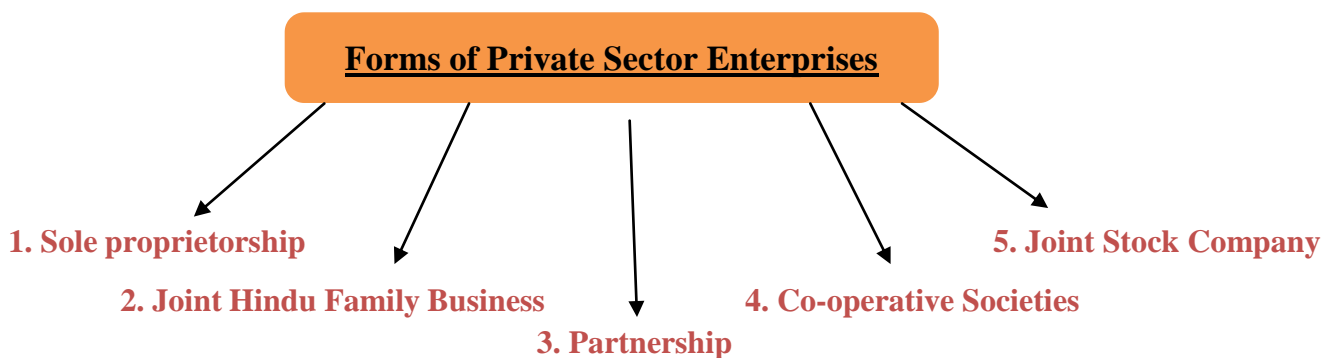 Forms of Private Sector Enterprises
1. Sole proprietorship
2. Joint Hindu Family Business
3. Partnership
4. Co-operative Societies
5. Joint Stock Company